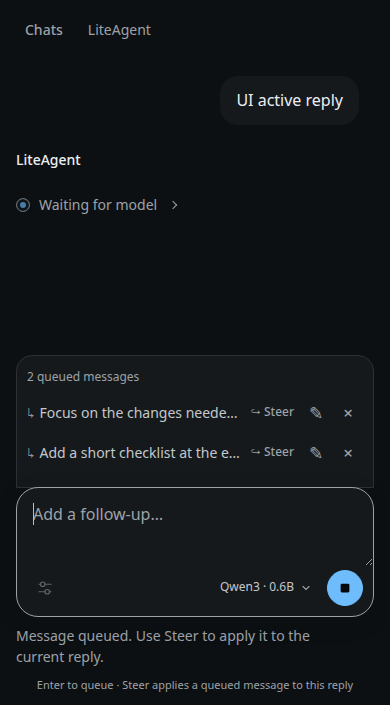 Chats LiteAgent
UI active reply
LiteAgent
Waiting for model
2 queued messages
↳ Focus on the changes neede... ↪ Steer ✎ ×
↳ Add a short checklist at the e... ↪ Steer ✎ ×
Add a follow-up...
Qwen3 · 0.6B
Message queued. Use Steer to apply it to the
current reply.
Enter to queue · Steer applies a queued message to this reply